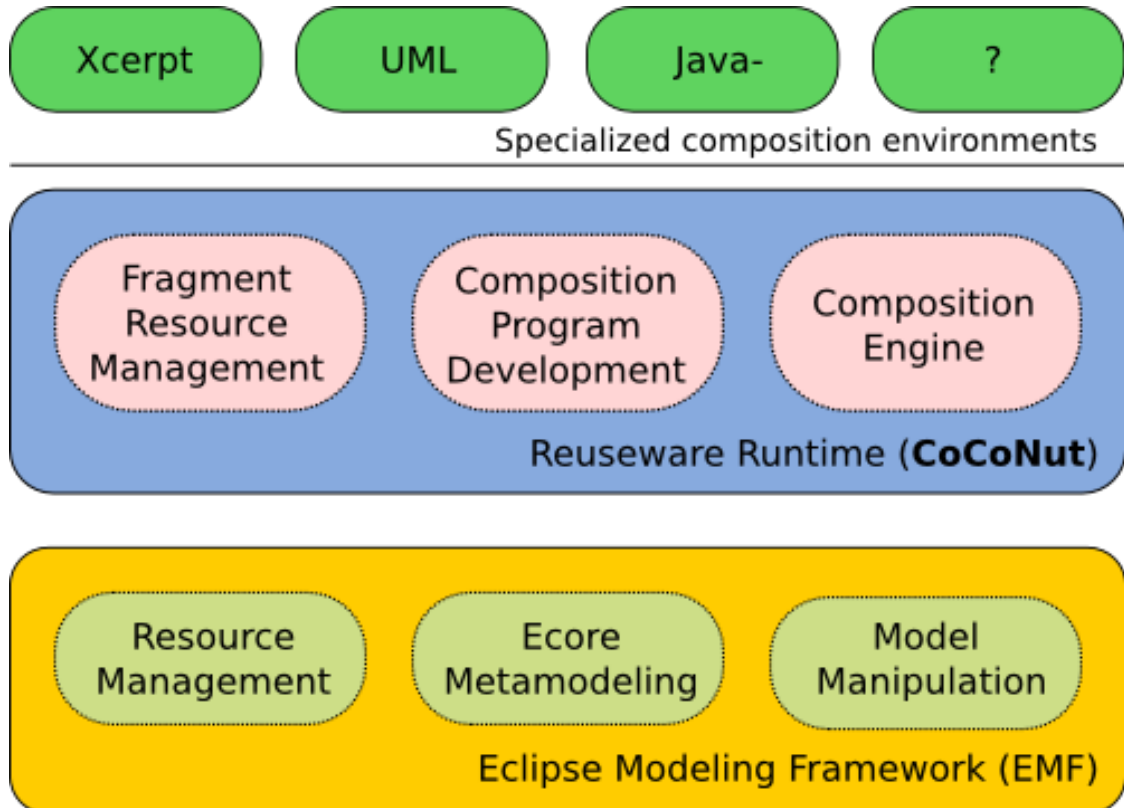 Xcerpt
UML
Java-
?
Specialized composition environments
Fragment
Resource
Management
Composition
Program
Development
Composition
Engine
Reuseware Runtime (CoCoNut)
Resource
Management
Ecore
Metamodeling
Model
Manipulation
Eclipse Modeling Framework (EMF)